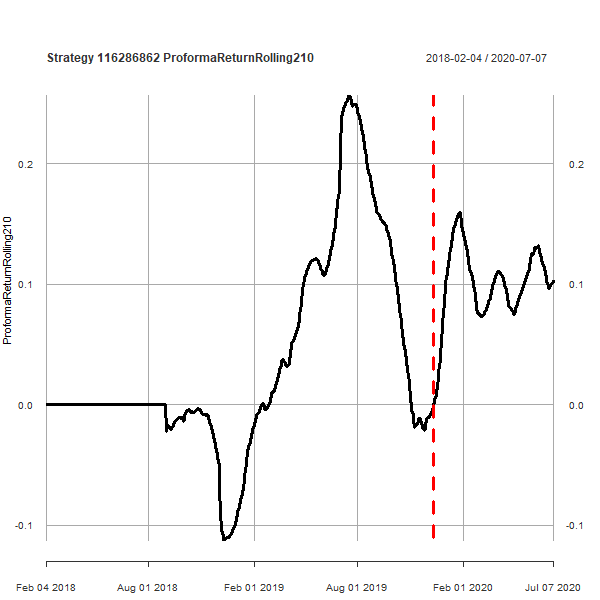 Strategy 116286862 ProformaReturnRolling210
2018-02-04 / 2020-07-07
ProformaReturnRolling210
0.2
0.1
0.0
-0.1
0.2
0.1
0.0
-0.1
Feb 04 2018
Aug 01 2018
Feb 01 2019
Aug 01 2019
Feb 01 2020
Jul 07 2020